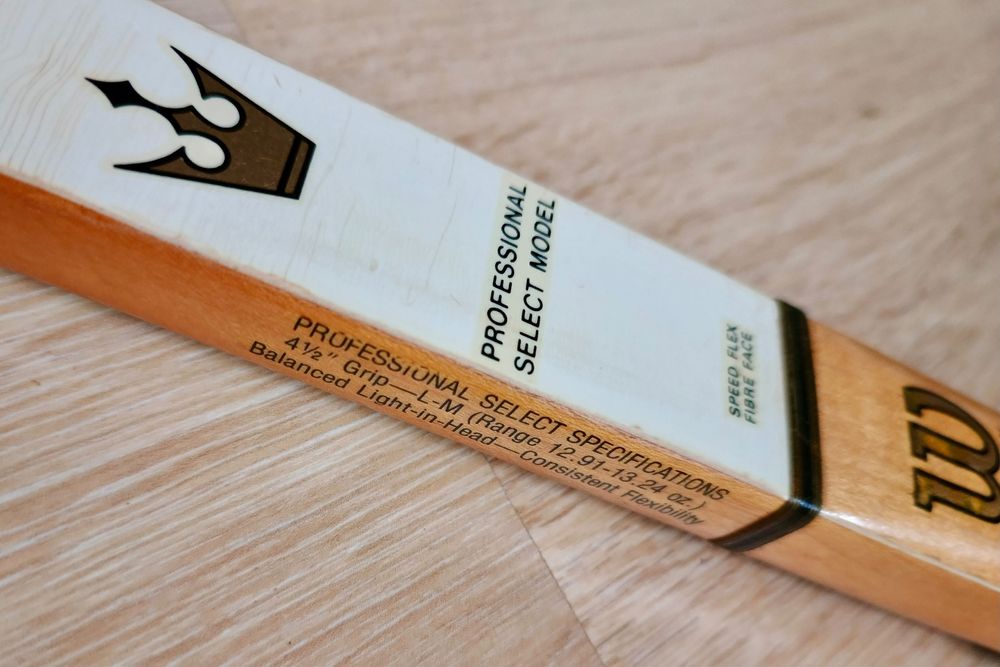 PROFESSIONAL
SELECT MODEL
SPEED FLEX
FIBRE FACE
W
PROFESSIONAL SELECT SPECIFICATIONS
4½" Grip—L-M (Range 12.91-13.24 oz.)
Balanced Light-in-Head—Consistent Flexibility